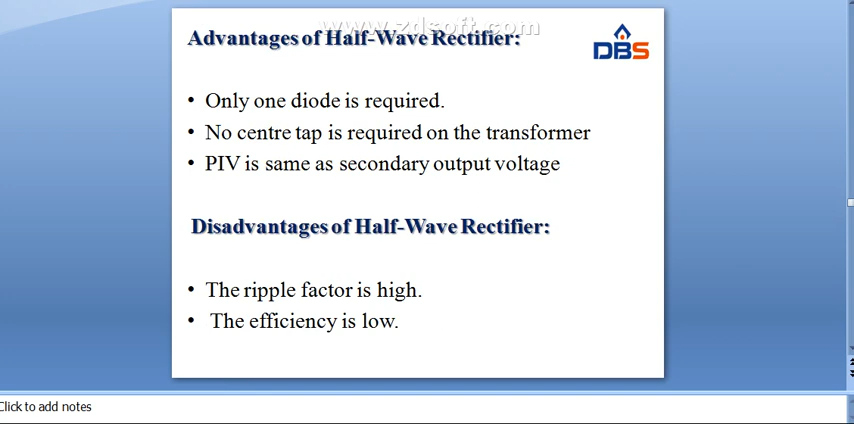 www.zdsoft.com
Advantages of Half-Wave Rectifier:
DBS
• Only one diode is required.
• No centre tap is required on the transformer
• PIV is same as secondary output voltage
Disadvantages of Half-Wave Rectifier:
• The ripple factor is high.
• The efficiency is low.
Click to add notes